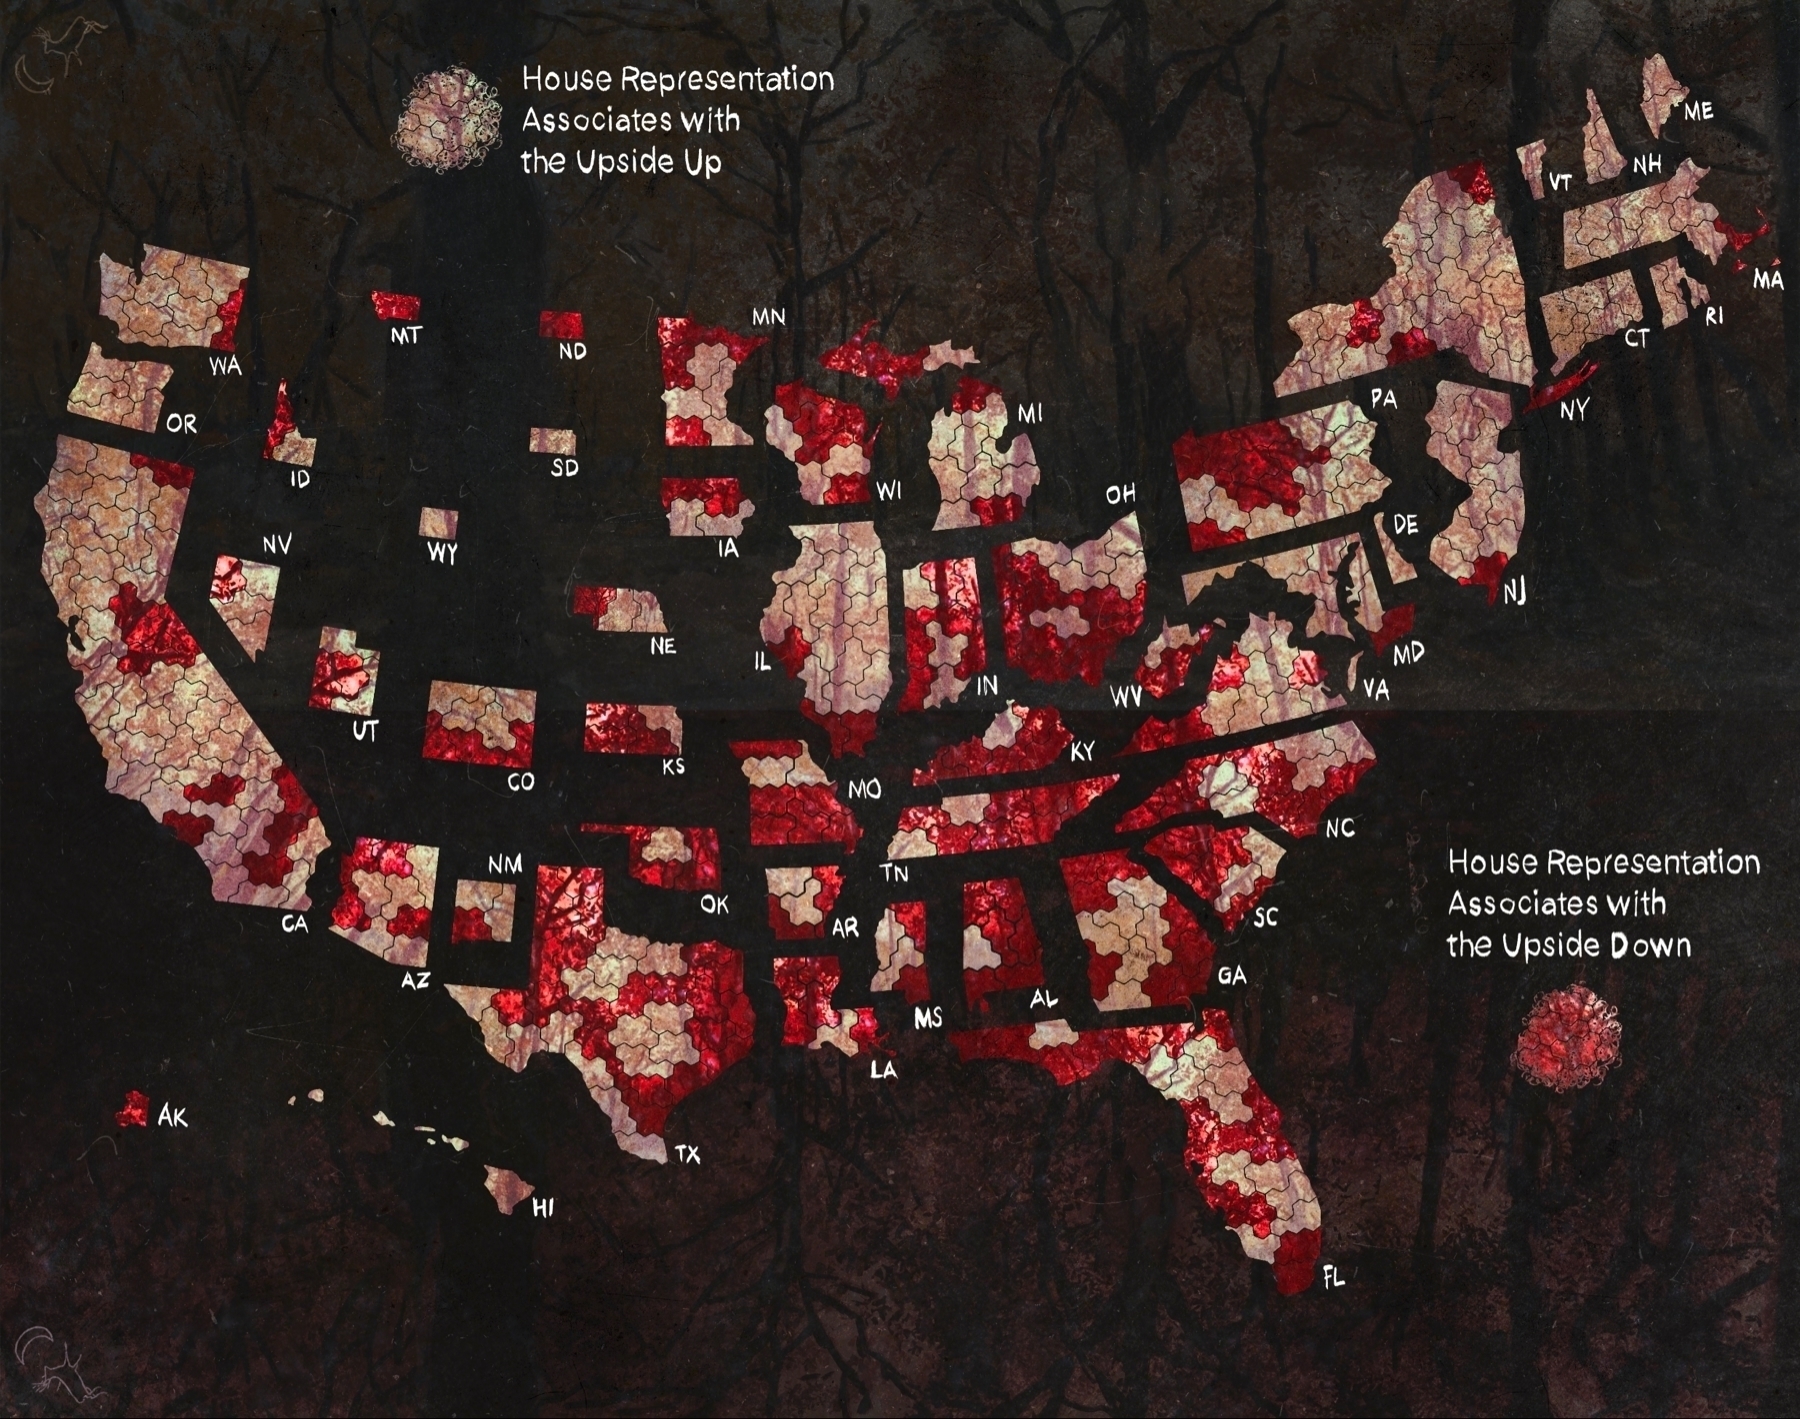 House Representation
Associates with
the Upside Up
ME
NH
VT
MA
RI
CT
NY
PA
NJ
DE
MD
VA
WV
OH
MI
MN
WI
IA
IL
IN
KY
MO
TN
NC
SC
GA
AL
MS
AR
LA
FL
WA
OR
ID
MT
ND
SD
WY
NV
UT
CO
NE
KS
OK
NM
AZ
CA
TX
AK
HI
House Representation
Associates with
the Upside Down